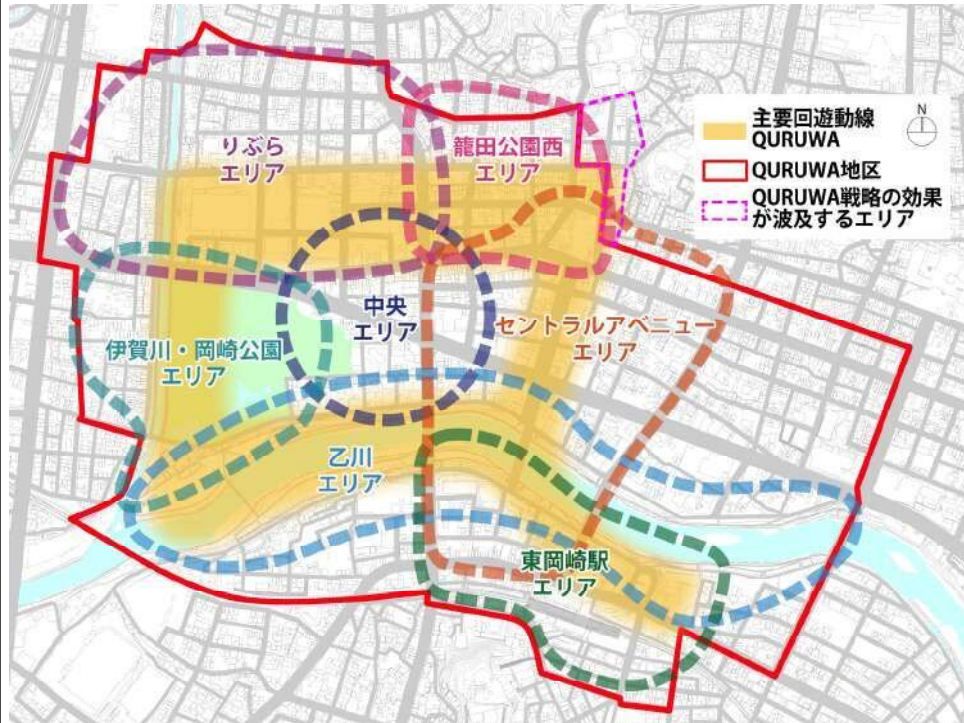 主要回遊動線
QURUWA
N
QURUWA地区
QURUWA戦略の効果
が波及するエリア
りぶら
エリア
籠田公園西
エリア
中央
エリア
セントラルアベニュー
エリア
伊賀川・岡崎公園
エリア
乙川
エリア
東岡崎駅
エリア